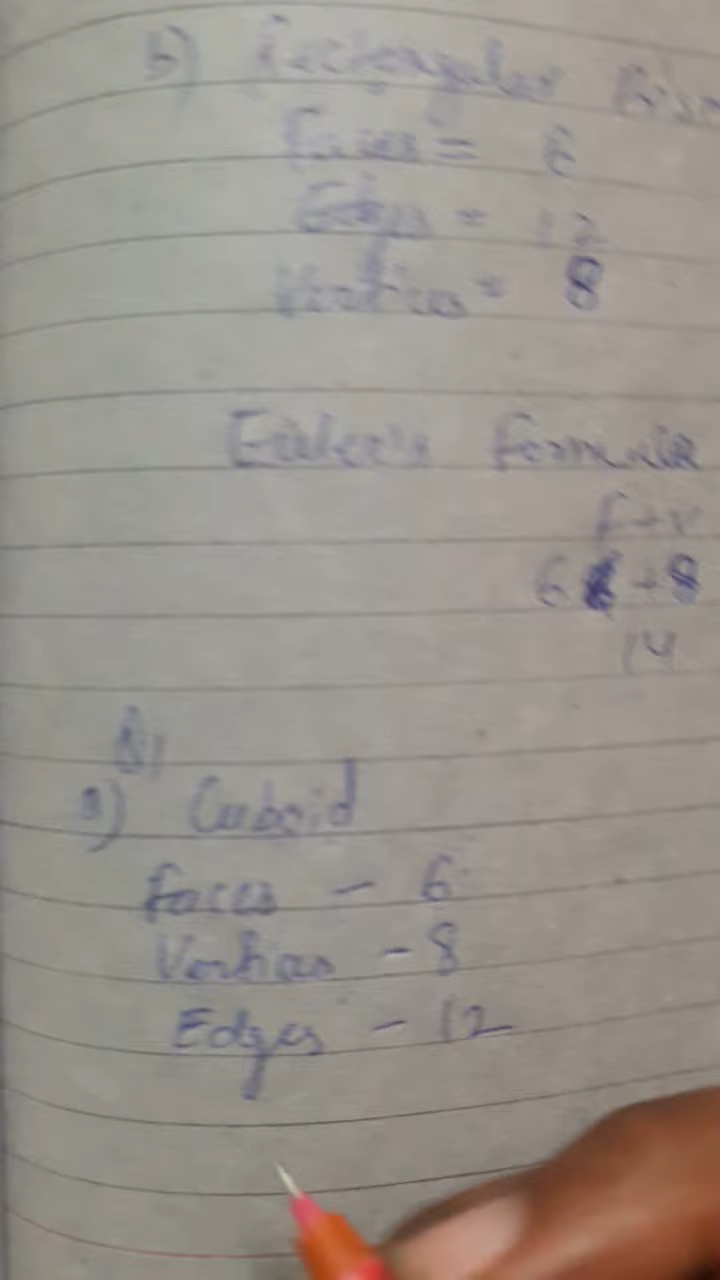 b) Rectangular Prism
Faces = 6
Edges = 12
Vertices = 8
Euler's Formula
F+V
6 + 8
14
a) Cuboid
Faces - 6
Vertices - 8
Edges - 12